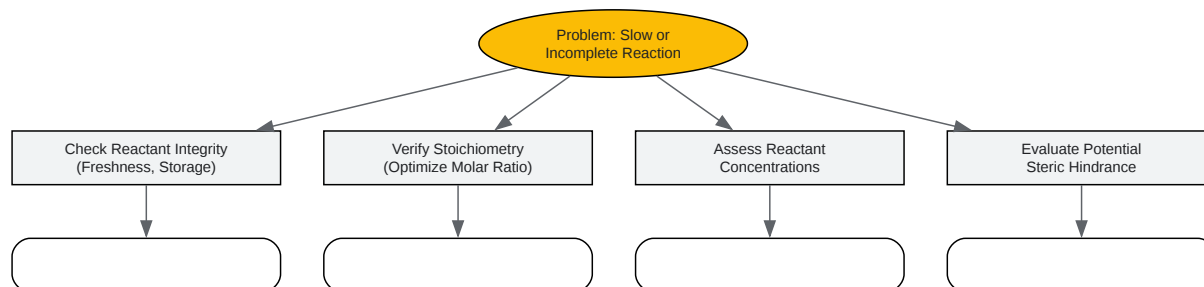 Problem: Slow or
Incomplete Reaction
Check Reactant Integrity
(Freshness, Storage)
Verify Stoichiometry
(Optimize Molar Ratio)
Assess Reactant
Concentrations
Evaluate Potential
Steric Hindrance